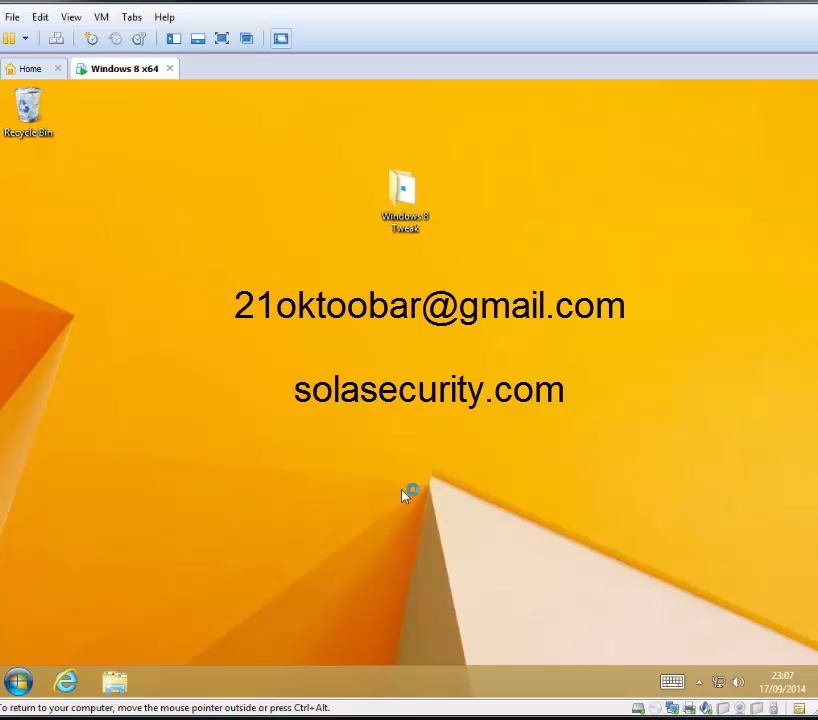 File Edit View VM Tabs Help
Home Windows 8 x64
Recycle Bin
Windows 8
Tweak
21oktoobar@gmail.com
solasecurity.com
23:07
17/09/2014
To return to your computer, move the mouse pointer outside or press Ctrl+Alt.